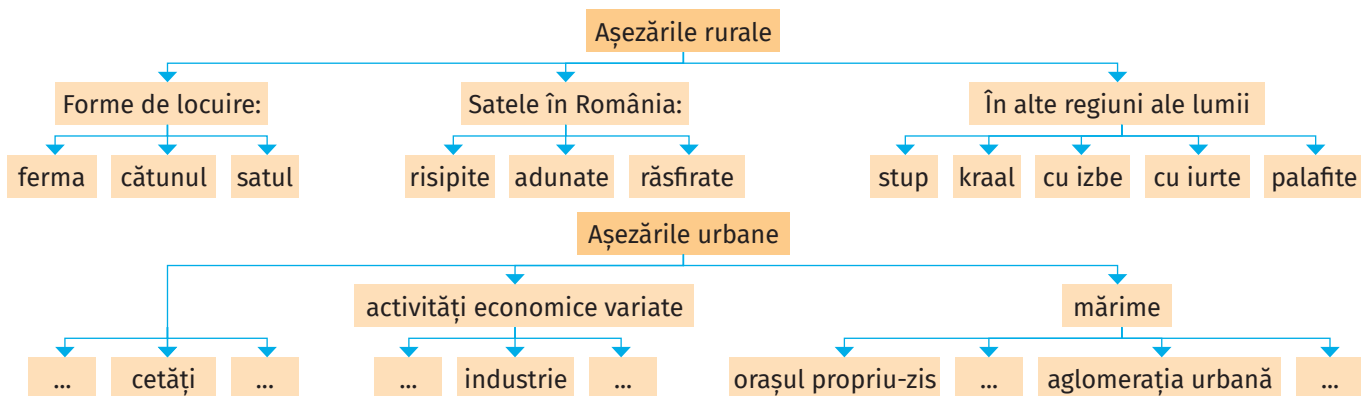 Așezările rurale
Forme de locuire: Satele în România: În alte regiuni ale lumii
ferma cătunul satul risipite adunate răsfirate stup kraal cu izbe cu iurte palafite
Așezările urbane
activități economice variate mărime
... cetăți ... ... industrie ... orașul propriu-zis ... aglomerația urbană ...